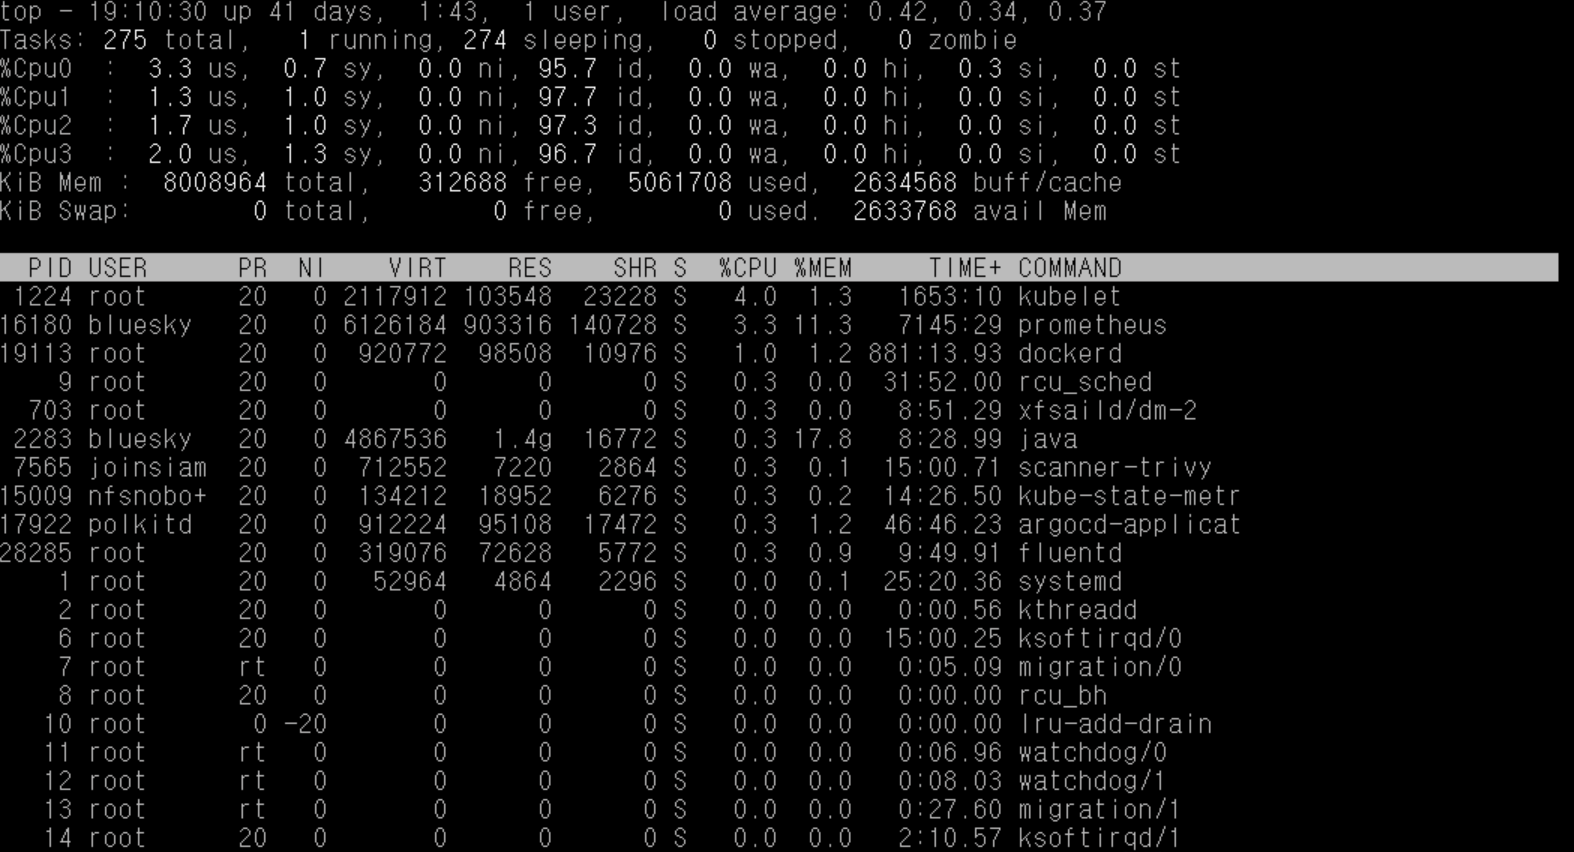 top - 19:10:30 up 41 days,  1:43,  1 user,  load average: 0.42, 0.34, 0.37
Tasks: 275 total,   1 running, 274 sleeping,   0 stopped,   0 zombie
%Cpu0  :  3.3 us,  0.7 sy,  0.0 ni, 95.7 id,  0.0 wa,  0.0 hi,  0.3 si,  0.0 st
%Cpu1  :  1.3 us,  1.0 sy,  0.0 ni, 97.7 id,  0.0 wa,  0.0 hi,  0.0 si,  0.0 st
%Cpu2  :  1.7 us,  1.0 sy,  0.0 ni, 97.3 id,  0.0 wa,  0.0 hi,  0.0 si,  0.0 st
%Cpu3  :  2.0 us,  1.3 sy,  0.0 ni, 96.7 id,  0.0 wa,  0.0 hi,  0.0 si,  0.0 st
KiB Mem :  8008964 total,   312688 free,  5061708 used,  2634568 buff/cache
KiB Swap:        0 total,        0 free,        0 used.  2633768 avail Mem
  PID USER      PR  NI    VIRT    RES    SHR S  %CPU %MEM     TIME+ COMMAND
 1224 root      20   0 2117912 103548  23228 S   4.0  1.3   1653:10 kubelet
16180 bluesky   20   0 6126184 903316 140728 S   3.3 11.3   7145:29 prometheus
19113 root      20   0  920772  98508  10976 S   1.0  1.2 881:13.93 dockerd
    9 root      20   0       0      0      0 S   0.3  0.0  31:52.00 rcu_sched
  703 root      20   0       0      0      0 S   0.3  0.0   8:51.29 xfsaild/dm-2
 2283 bluesky   20   0 4867536   1.4g  16772 S   0.3 17.8   8:28.99 java
 7565 joinsiam  20   0  712552   7220   2864 S   0.3  0.1  15:00.71 scanner-trivy
15009 nfsnobo+  20   0  134212  18952   6276 S   0.3  0.2  14:26.50 kube-state-metr
17922 polkitd   20   0  912224  95108  17472 S   0.3  1.2  46:46.23 argocd-applicat
28285 root      20   0  319076  72628   5772 S   0.3  0.9   9:49.91 fluentd
    1 root      20   0   52964   4864   2296 S   0.0  0.1  25:20.36 systemd
    2 root      20   0       0      0      0 S   0.0  0.0   0:00.56 kthreadd
    6 root      20   0       0      0      0 S   0.0  0.0  15:00.25 ksoftirqd/0
    7 root      rt   0       0      0      0 S   0.0  0.0   0:05.09 migration/0
    8 root      20   0       0      0      0 S   0.0  0.0   0:00.00 rcu_bh
   10 root       0 -20       0      0      0 S   0.0  0.0   0:00.00 lru-add-drain
   11 root      rt   0       0      0      0 S   0.0  0.0   0:06.96 watchdog/0
   12 root      rt   0       0      0      0 S   0.0  0.0   0:08.03 watchdog/1
   13 root      rt   0       0      0      0 S   0.0  0.0   0:27.60 migration/1
   14 root      20   0       0      0      0 S   0.0  0.0   2:10.57 ksoftirqd/1